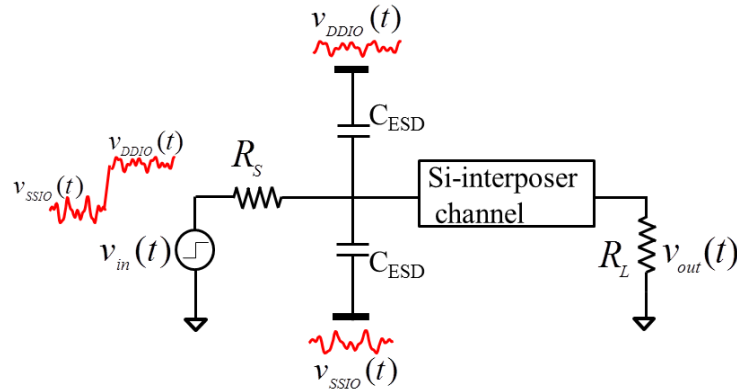 v_DDIO(t)
C_ESD
v_DDIO(t)
R_S
v_SSIO(t)
Si-interposer
channel
v_in(t)
C_ESD
R_L
v_out(t)
v_SSIO(t)